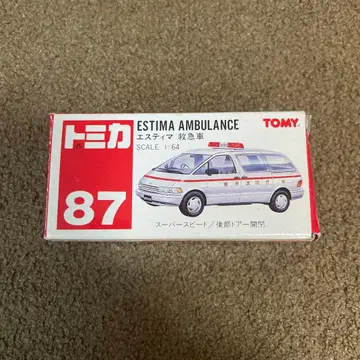 トミカ
87
ESTIMA AMBULANCE
エスティマ 救急車
SCALE 1/64
TOMY
スーパースピード/後部ドアー開閉